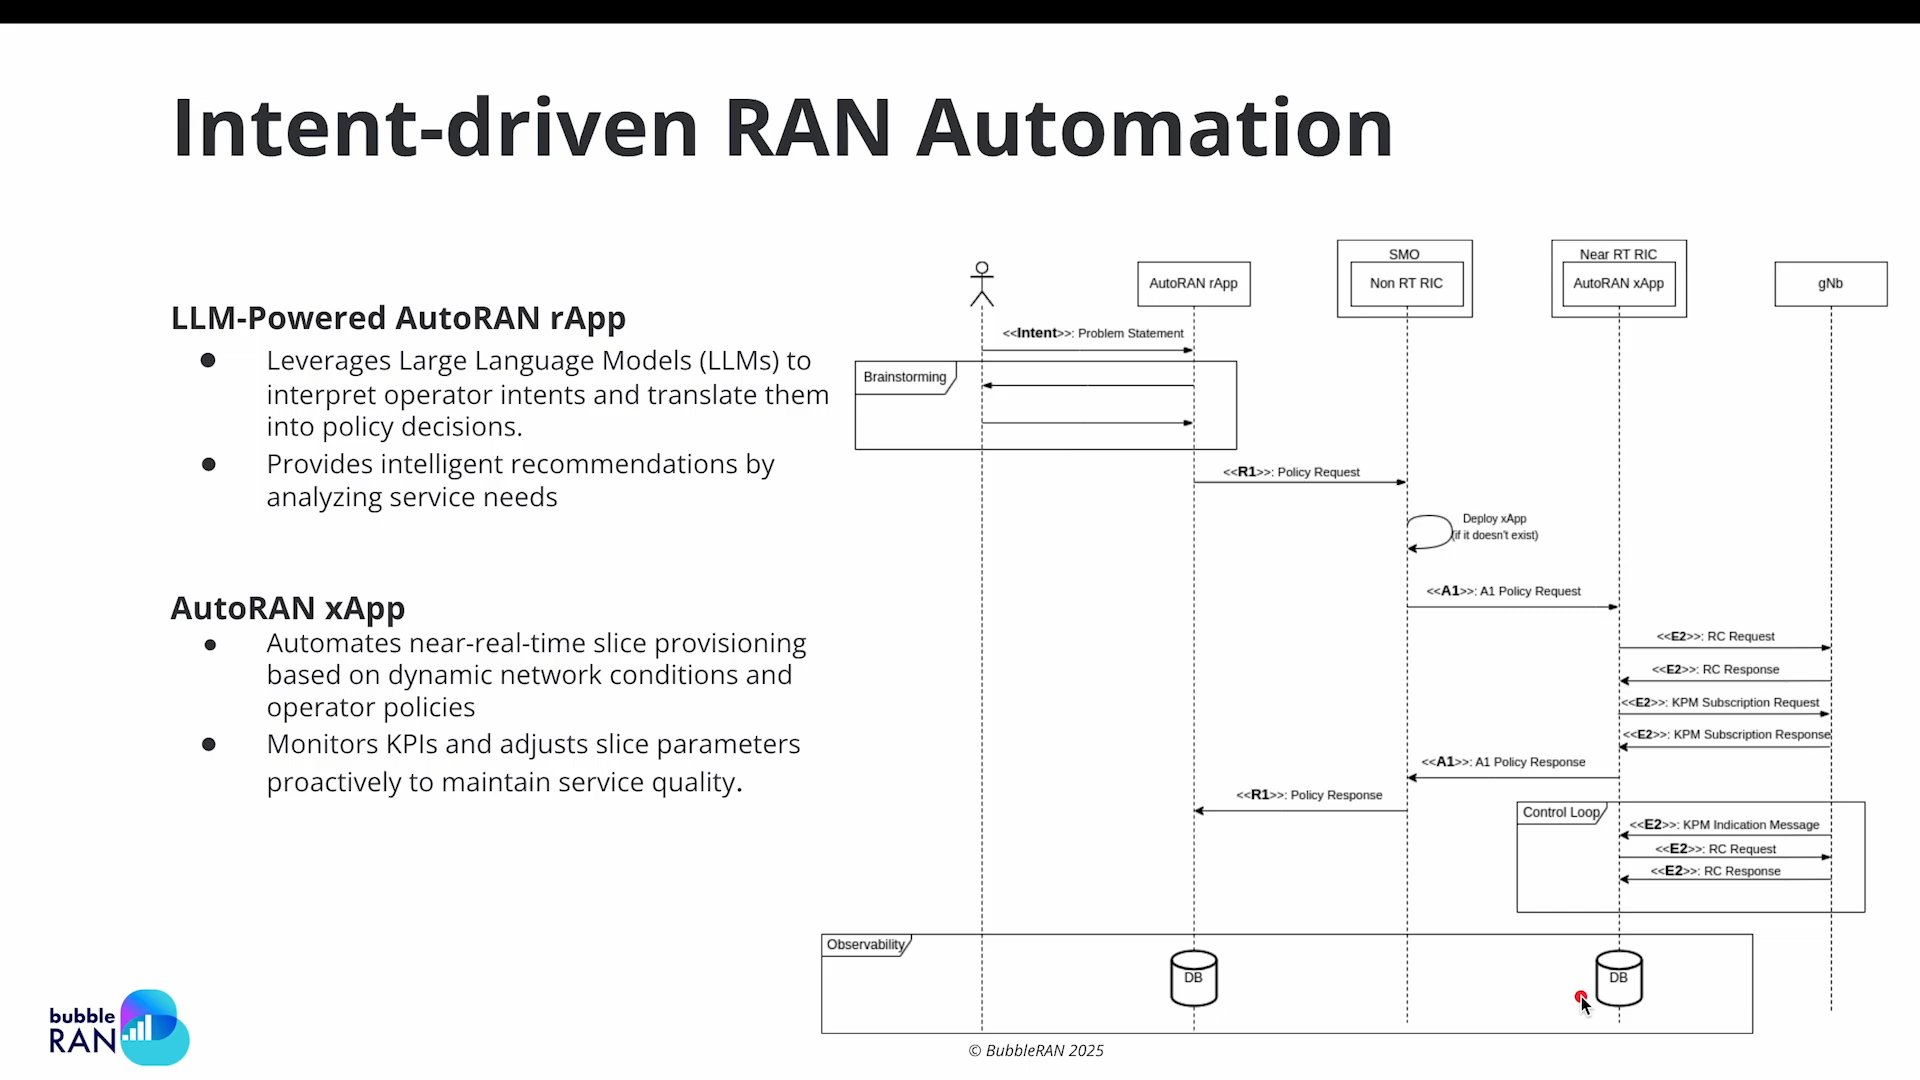 Intent-driven RAN Automation
LLM-Powered AutoRAN rApp
● Leverages Large Language Models (LLMs) to
interpret operator intents and translate them
into policy decisions.
● Provides intelligent recommendations by
analyzing service needs
AutoRAN xApp
● Automates near-real-time slice provisioning
based on dynamic network conditions and
operator policies
● Monitors KPIs and adjusts slice parameters
proactively to maintain service quality.
AutoRAN rApp
SMO
Non RT RIC
Near RT RIC
AutoRAN xApp
gNb
<<Intent>>: Problem Statement
Brainstorming
<<R1>>: Policy Request
Deploy xApp
(if it doesn't exist)
<<A1>>: A1 Policy Request
<<E2>>: RC Request
<<E2>>: RC Response
<<E2>>: KPM Subscription Request
<<E2>>: KPM Subscription Response
<<A1>>: A1 Policy Response
<<R1>>: Policy Response
Control Loop
<<E2>>: KPM Indication Message
<<E2>>: RC Request
<<E2>>: RC Response
Observability
DB
DB
bubble
RAN
© BubbleRAN 2025